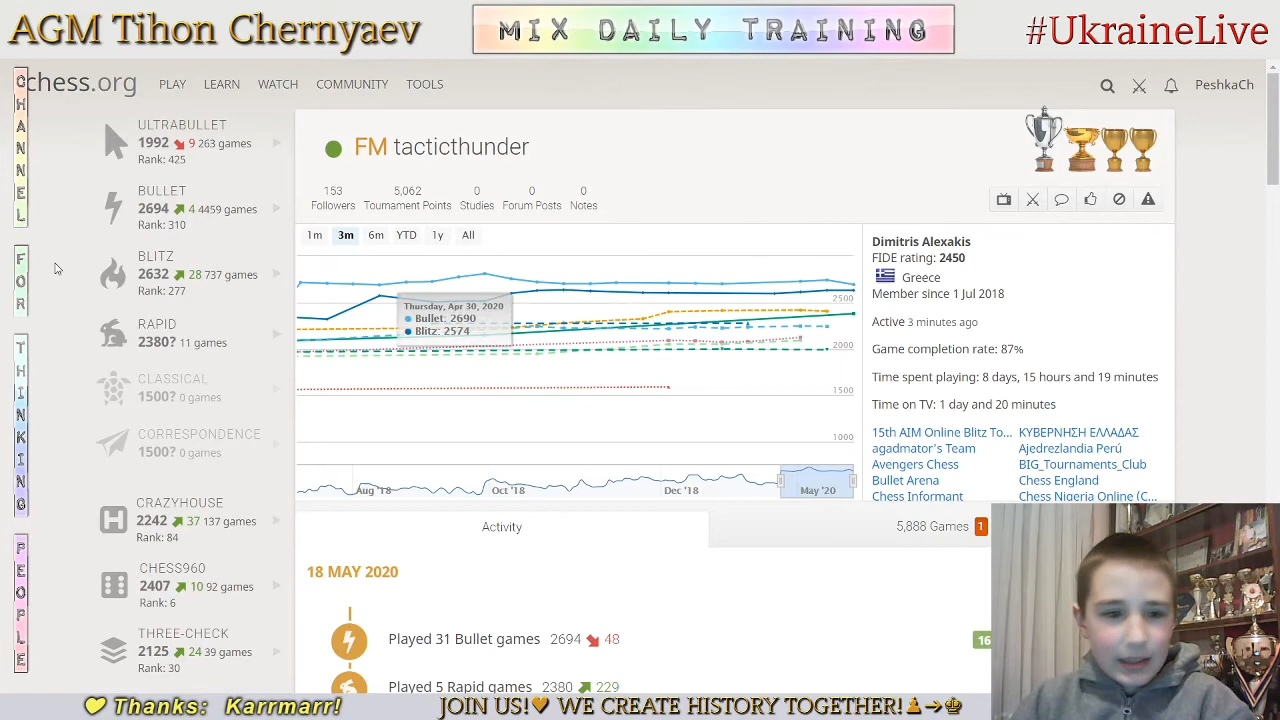 AGM Tihon Chernyaev
MIX DAILY TRAINING
#UkraineLive
CHANNEL
FOR
THINKING
PEOPLE
chess.org
PLAY
LEARN
WATCH
COMMUNITY
TOOLS
PeshkaCh
ULTRABULLET
1992 9 263 games
Rank: 425
BULLET
2694 4 4459 games
Rank: 310
BLITZ
2632 28 737 games
Rank: 277
RAPID
2380? 11 games
CLASSICAL
1500? 0 games
CORRESPONDENCE
1500? 0 games
CRAZYHOUSE
2242 37 137 games
Rank: 84
CHESS960
2407 10 92 games
Rank: 6
THREE-CHECK
2125 24 39 games
Rank: 30
FM tacticthunder
153
Followers
5,062
Tournament Points
0
Studies
0
Forum Posts
0
Notes
1m
3m
6m
YTD
1y
All
Thursday, Apr 30, 2020
Bullet: 2690
Blitz: 2574
2500
2000
1500
1000
Aug '18
Oct '18
Dec '18
May '20
Dimitris Alexakis
FIDE rating: 2450
Greece
Member since 1 Jul 2018
Active 3 minutes ago
Game completion rate: 87%
Time spent playing: 8 days, 15 hours and 19 minutes
Time on TV: 1 day and 20 minutes
15th AIM Online Blitz To...
ΚΥΒΕΡΝΗΣΗ ΕΛΛΑΔΑΣ
agadmator's Team
Ajedrezlandia Perú
Avengers Chess
BIG_Tournaments_Club
Bullet Arena
Chess England
Chess Informant
Chess Nigeria Online (C...
Activity
5,888 Games
1
18 MAY 2020
Played 31 Bullet games 2694 48
16
Played 5 Rapid games 2380 229
Thanks: Karrmarr!
JOIN US! WE CREATE HISTORY TOGETHER!